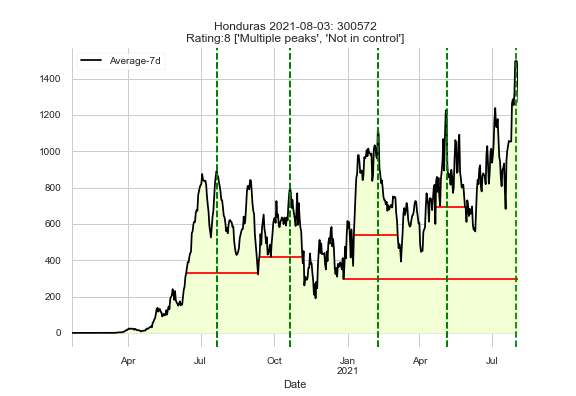 Honduras 2021-08-03: 300572
Rating:8 ['Multiple peaks', 'Not in control']
Average-7d
1400
1200
1000
800
600
400
200
0
Apr
Jul
Oct
Jan
2021
Apr
Jul
Date